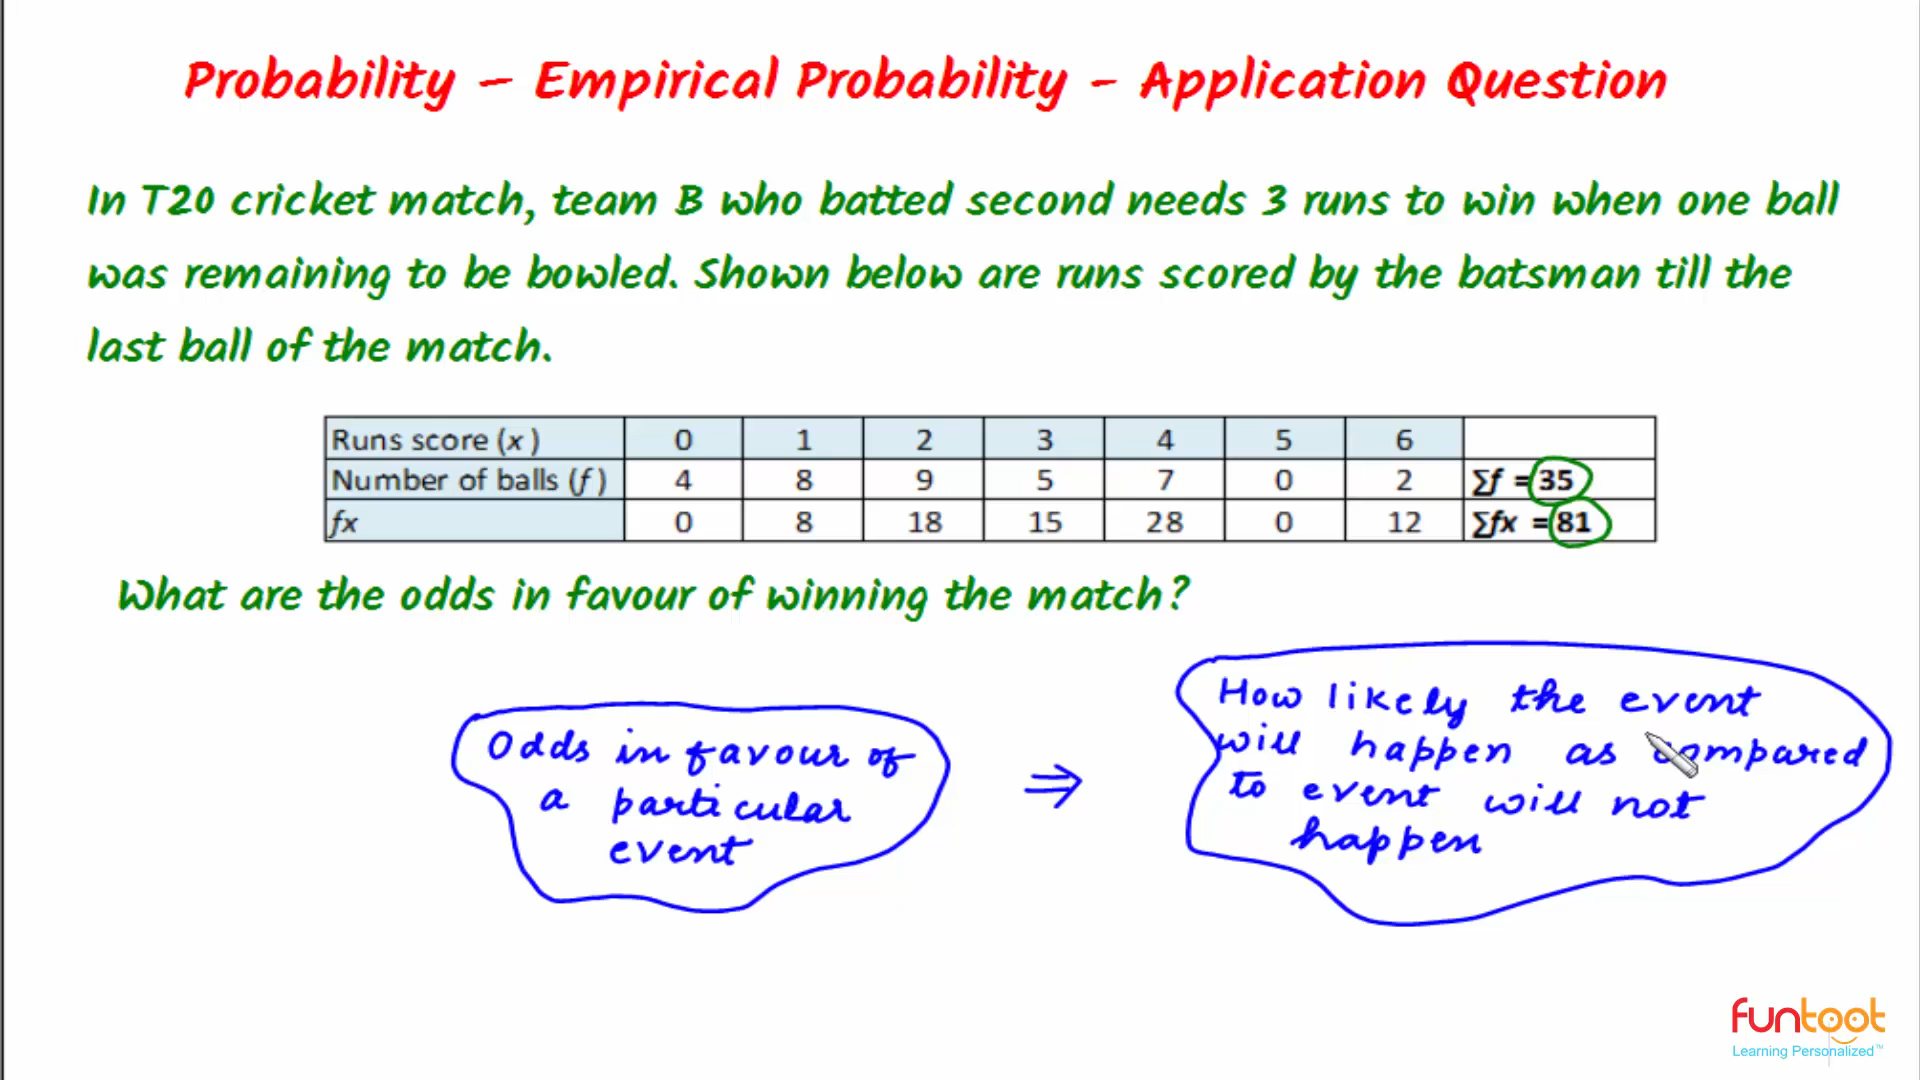 Probability – Empirical Probability - Application Question
In T20 cricket match, team B who batted second needs 3 runs to win when one ball
was remaining to be bowled. Shown below are runs scored by the batsman till the
last ball of the match.
Runs score (x) 0 1 2 3 4 5 6
Number of balls (f) 4 8 9 5 7 0 2 ∑f = 35
fx 0 8 18 15 28 0 12 ∑fx = 81
What are the odds in favour of winning the match?
Odds in favour of
a particular
event
⇒
How likely the event
will happen as compared
to event will not
happen
funtoot
Learning Personalized™